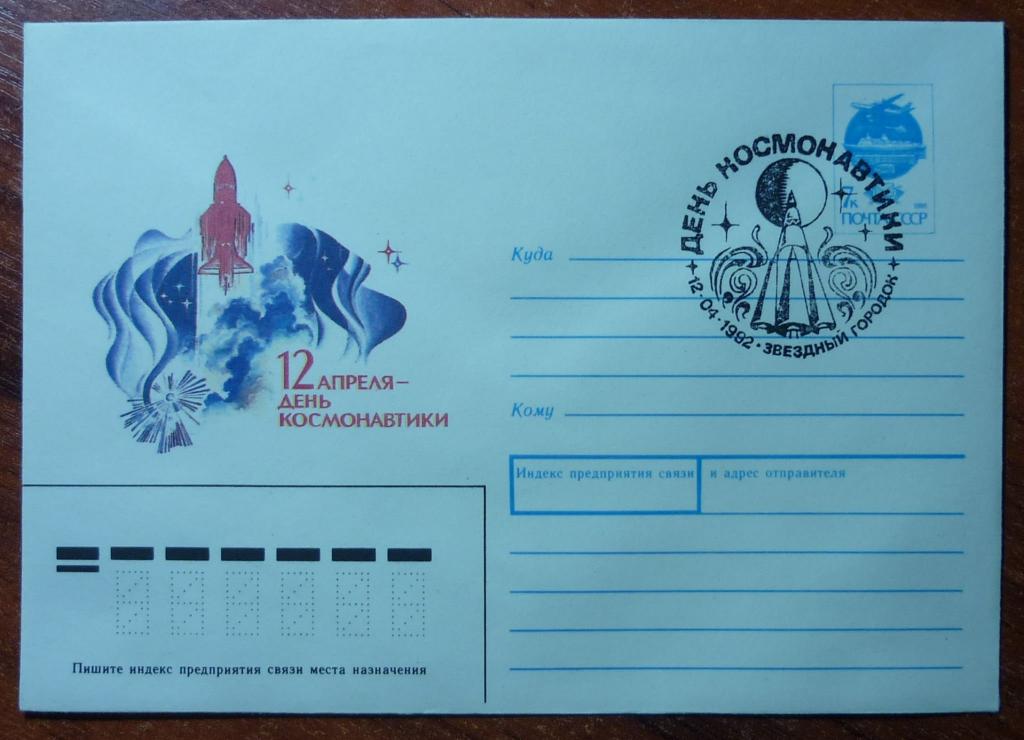 7к
ПОЧТА СССР
ДЕНЬ КОСМОНАВТИКИ
12·04·1992 · ЗВЕЗДНЫЙ ГОРОДОК
12 АПРЕЛЯ–
ДЕНЬ
КОСМОНАВТИКИ
Куда
Кому
Индекс предприятия связи и адрес отправителя
Пишите индекс предприятия связи места назначения